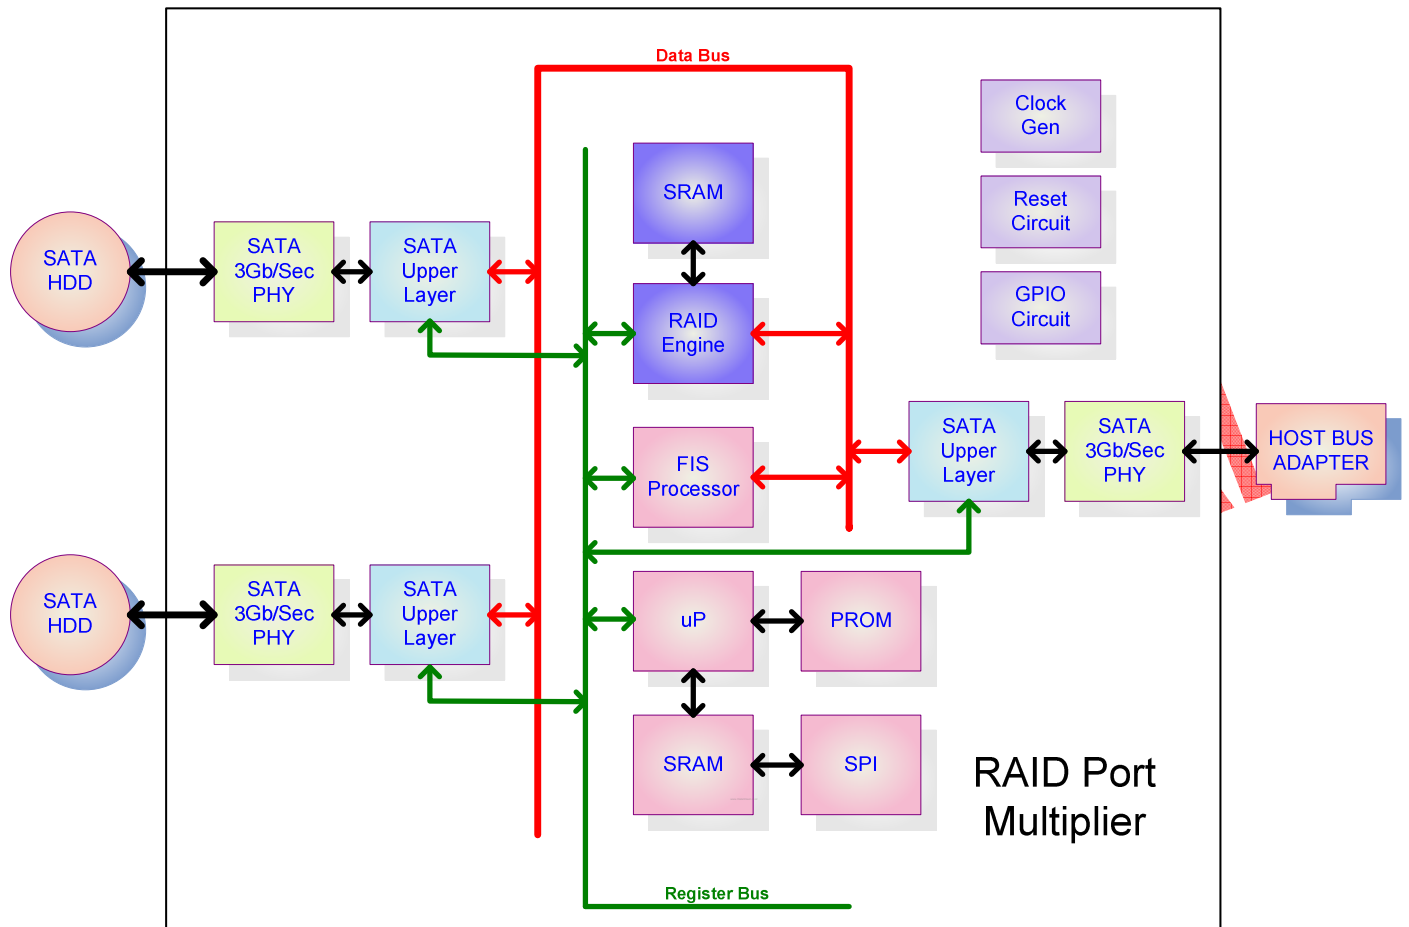 Data Bus
Clock
Gen
SRAM
Reset
Circuit
SATA
HDD
SATA
3Gb/Sec
PHY
SATA
Upper
Layer
RAID
Engine
GPIO
Circuit
FIS
Processor
SATA
Upper
Layer
SATA
3Gb/Sec
PHY
HOST BUS
ADAPTER
SATA
HDD
SATA
3Gb/Sec
PHY
SATA
Upper
Layer
uP
PROM
SRAM
SPI
RAID Port
Multiplier
Register Bus